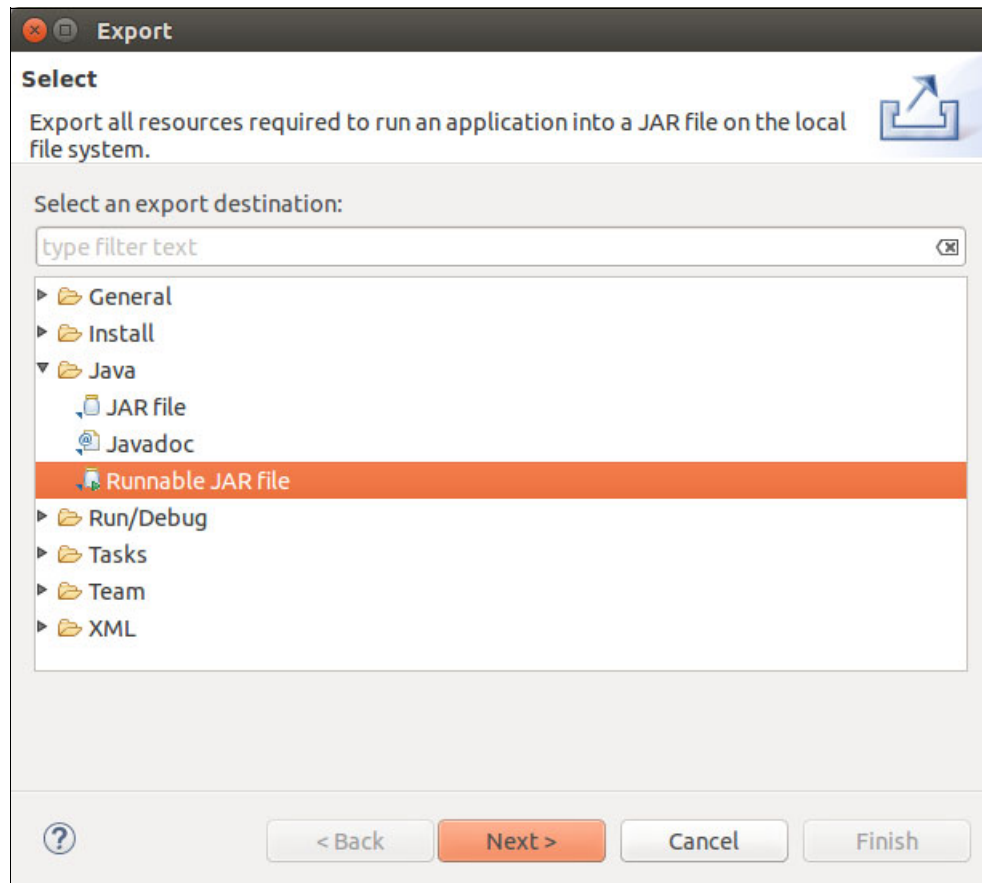 Export
Select
Export all resources required to run an application into a JAR file on the local
file system.
Select an export destination:
type filter text
General
Install
Java
JAR file
Javadoc
Runnable JAR file
Run/Debug
Tasks
Team
XML
< Back Next > Cancel Finish